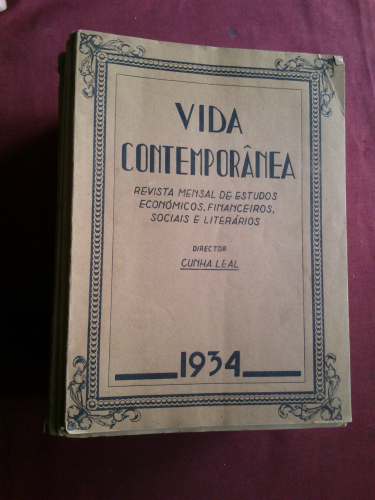 VIDA
CONTEMPORÂNEA
REVISTA MENSAL DE ESTUDOS
ECONÓMICOS, FINANCEIROS,
SOCIAIS E LITERÁRIOS
DIRECTOR
CUNHA LEAL
1934